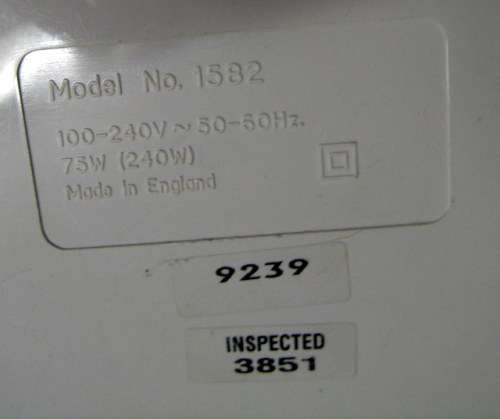 Model No. 1582
100-240V ~ 50-60Hz.
75W (240W)
Made in England
9239
INSPECTED
3851